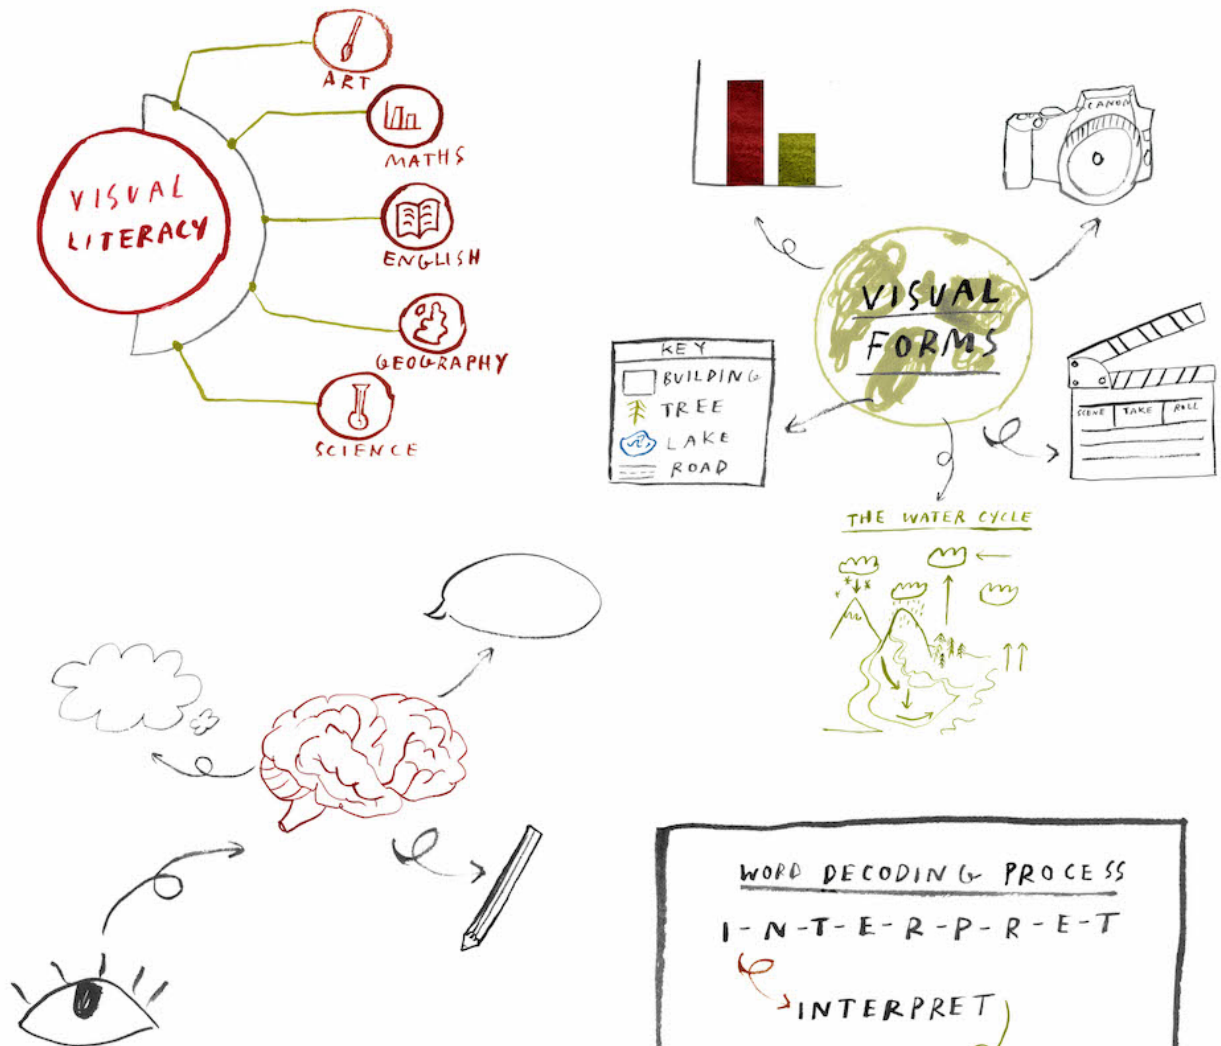 VISUAL
LITERACY
ART
MATHS
ENGLISH
GEOGRAPHY
SCIENCE
CANON
VISUAL
FORMS
KEY
BUILDING
TREE
LAKE
ROAD
SCENE TAKE ROLL
THE WATER CYCLE
WORD DECODING PROCESS
I-N-T-E-R-P-R-E-T
INTERPRET